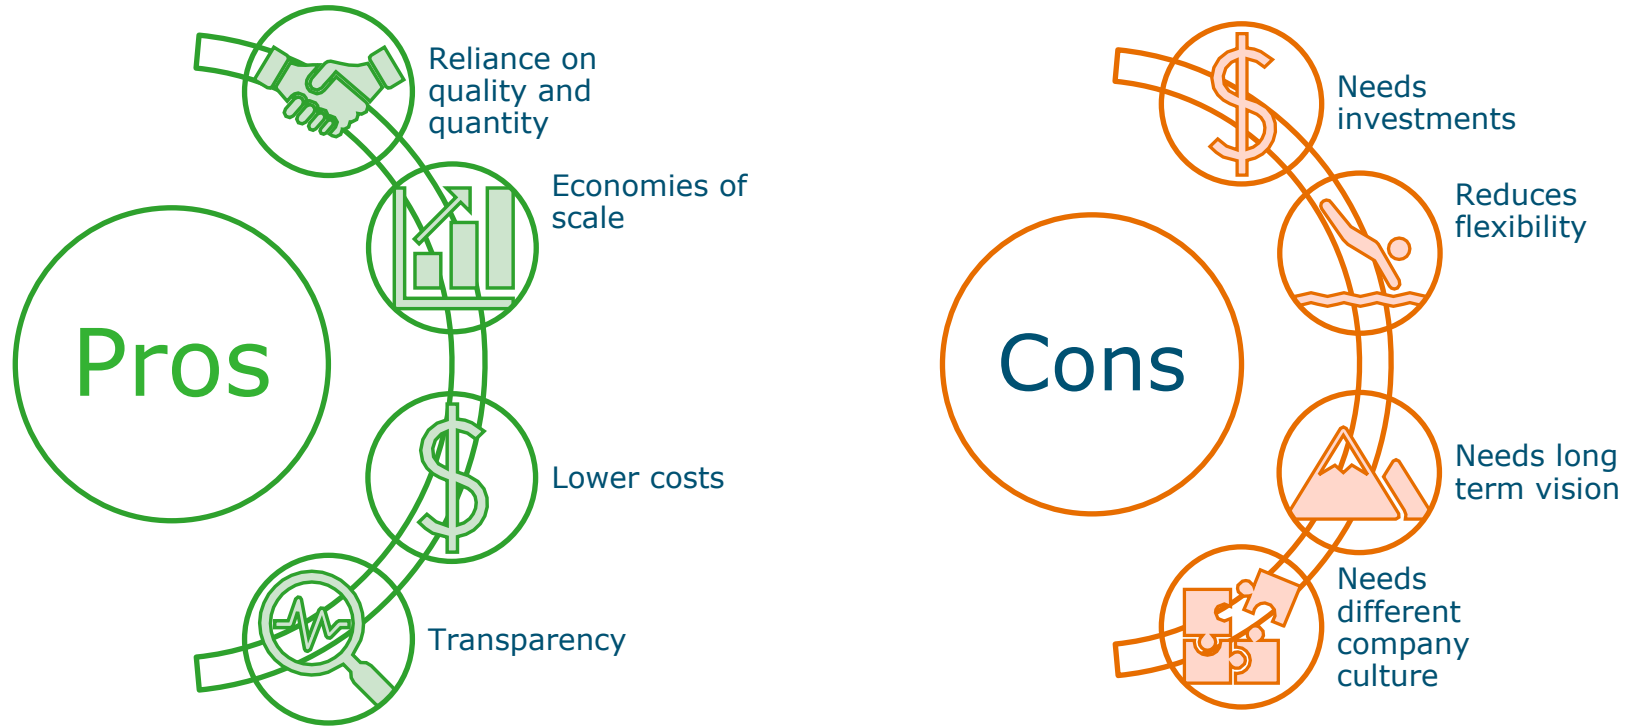 Pros
Reliance on
quality and
quantity
Economies of
scale
Lower costs
Transparency
Cons
Needs
investments
Reduces
flexibility
Needs long
term vision
Needs
different
company
culture